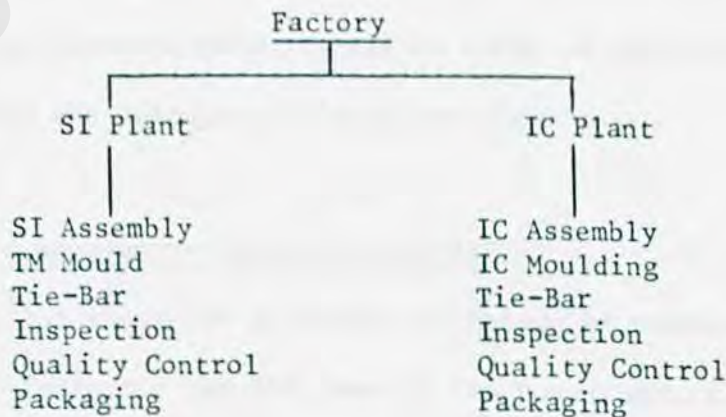 Factory
SI Plant
IC Plant
SI Assembly
TM Mould
Tie-Bar
Inspection
Quality Control
Packaging
IC Assembly
IC Moulding
Tie-Bar
Inspection
Quality Control
Packaging